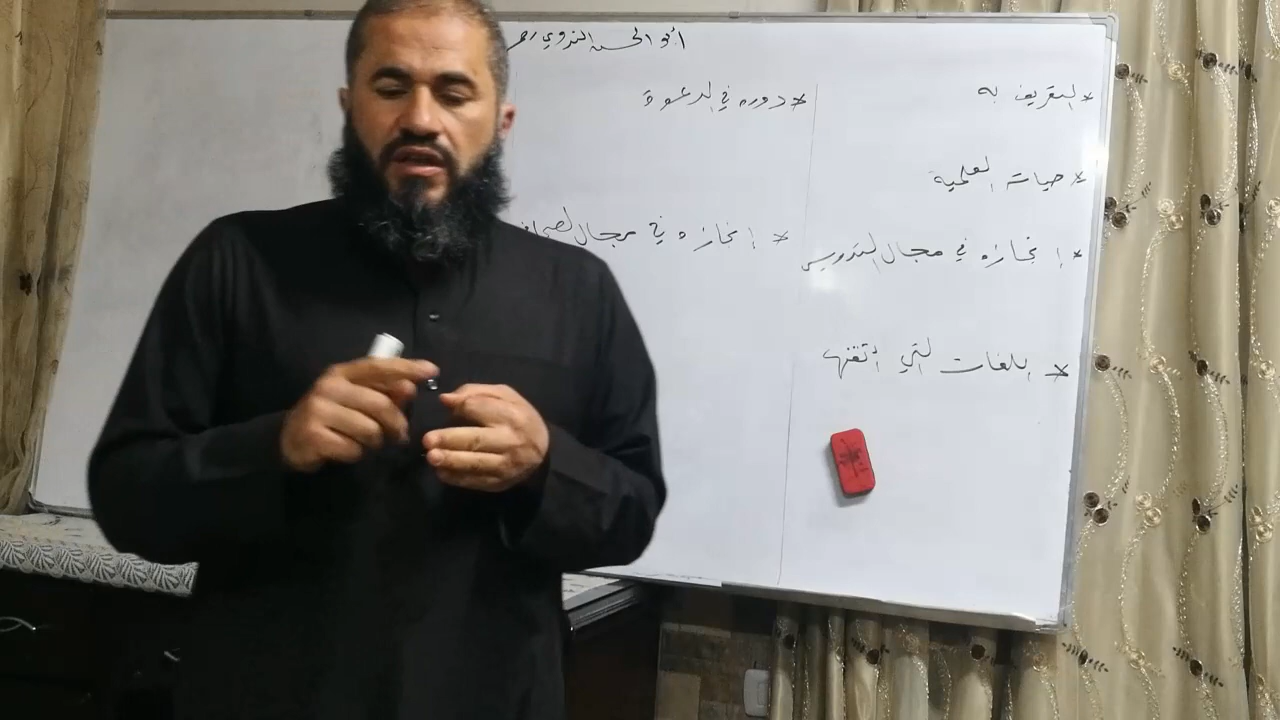 أبو الحسن الندوي رحمه
* التعريف به
* حياته العلمية
* إنجازه في مجال التدريس
* اللغات التي أتقنها
* دوره في الدعوة
* إنجازه في مجال